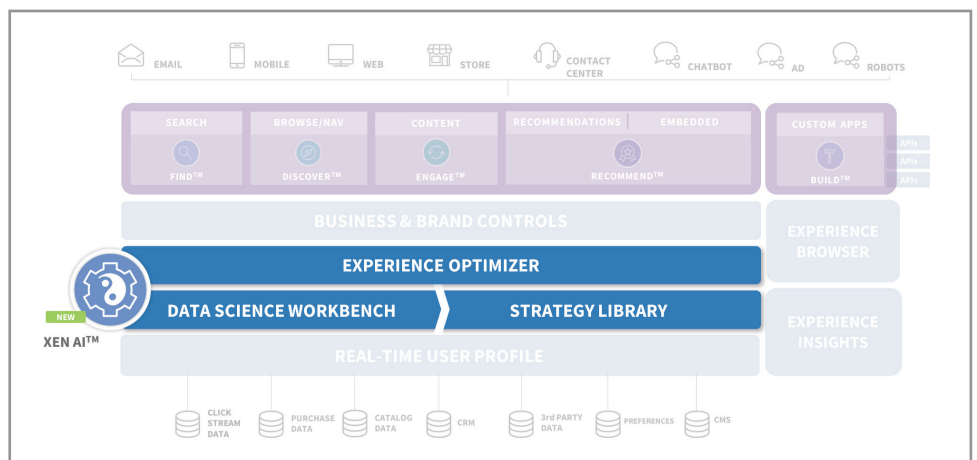 EMAIL
MOBILE
WEB
STORE
CONTACT
CENTER
CHATBOT
AD
ROBOTS
SEARCH
FIND™
BROWSE/NAV
DISCOVER™
CONTENT
ENGAGE™
RECOMMENDATIONS | EMBEDDED
RECOMMEND™
CUSTOM APPS
BUILD™
APIs
APIs
APIs
BUSINESS & BRAND CONTROLS
EXPERIENCE
BROWSER
EXPERIENCE OPTIMIZER
DATA SCIENCE WORKBENCH
STRATEGY LIBRARY
NEW
XEN AI™
EXPERIENCE
INSIGHTS
REAL-TIME USER PROFILE
CLICK
STREAM
DATA
PURCHASE
DATA
CATALOG
DATA
CRM
3rd PARTY
DATA
PREFERENCES
CMS